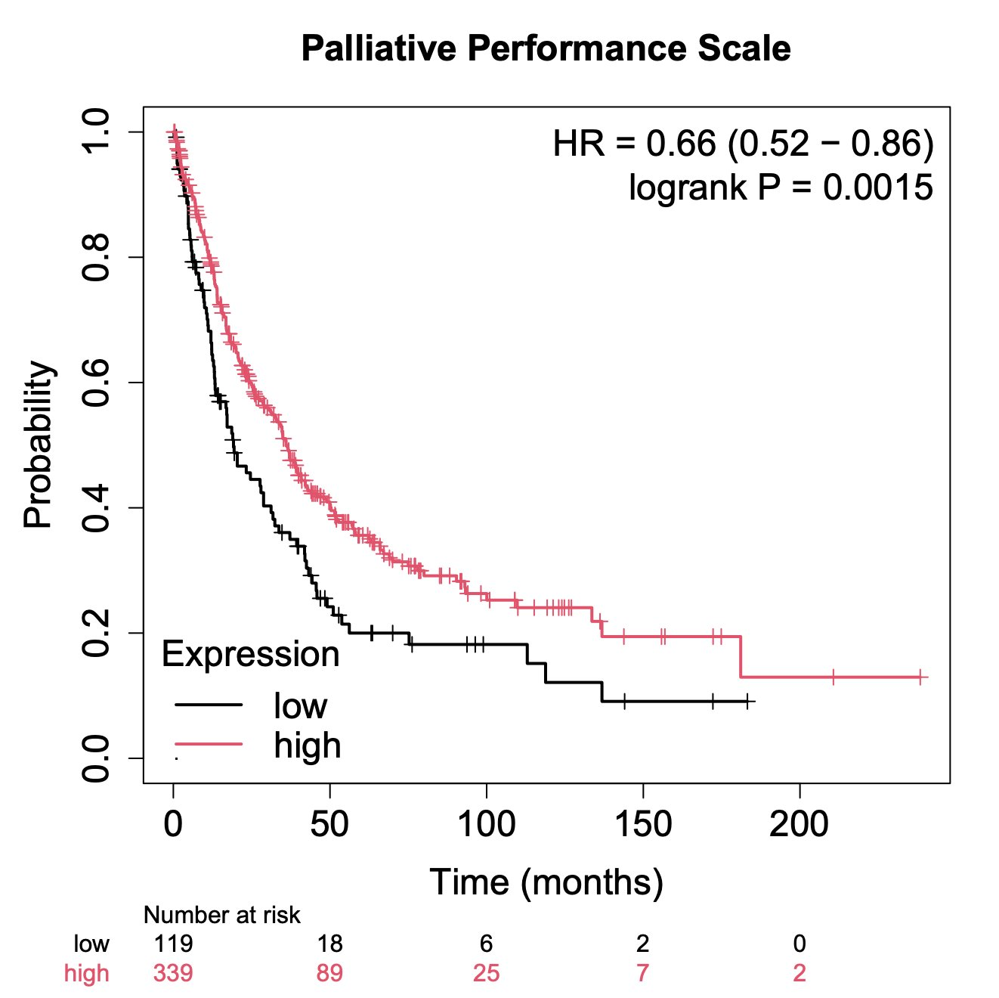 Palliative Performance Scale
HR = 0.66 (0.52 − 0.86)
logrank P = 0.0015
Probability
1.0
0.8
0.6
0.4
0.2
0.0
Expression
low
high
0 50 100 150 200
Time (months)
Number at risk
low 119 18 6 2 0
high 339 89 25 7 2